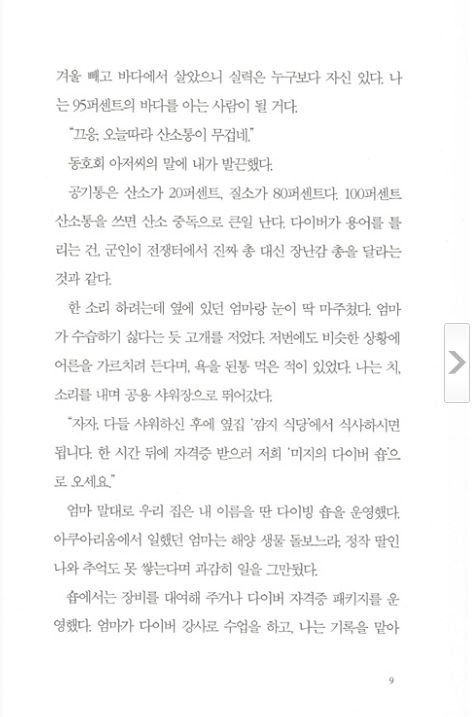 겨울 빼고 바다에서 살았으니 실력은 누구보다 자신 있다. 나
는 95퍼센트의 바다를 아는 사람이 될 거다.
“끄응, 오늘따라 산소통이 무겁네.”
동호회 아저씨의 말에 내가 발끈했다.
공기통은 산소가 20퍼센트, 질소가 80퍼센트다. 100퍼센트
산소통을 쓰면 산소 중독으로 큰일 난다. 다이버가 용어를 틀
리는 건, 군인이 전쟁터에서 진짜 총 대신 장난감 총을 달라는
것과 같다.
한 소리 하려는데 옆에 있던 엄마랑 눈이 딱 마주쳤다. 엄마
가 수습하기 싫다는 듯 고개를 저었다. 저번에도 비슷한 상황에
어른을 가르치려 든다며, 욕을 된통 먹은 적이 있었다. 나는 치,
소리를 내며 공용 샤워장으로 뛰어갔다.
“자자, 다들 샤워하신 후에 옆집 ‘깜지 식당’에서 식사하시면
됩니다. 한 시간 뒤에 자격증 받으러 저희 ‘미지의 다이버 숍’으
로 오세요.”
엄마 말대로 우리 집은 내 이름을 딴 다이빙 숍을 운영했다.
아쿠아리움에서 일했던 엄마는 해양 생물 돌보느라, 정작 딸인
나와 추억도 못 쌓는다며 과감히 일을 그만뒀다.
숍에서는 장비를 대여해 주거나 다이버 자격증 패키지를 운
영했다. 엄마가 다이버 강사로 수업을 하고, 나는 기록을 맡아
9